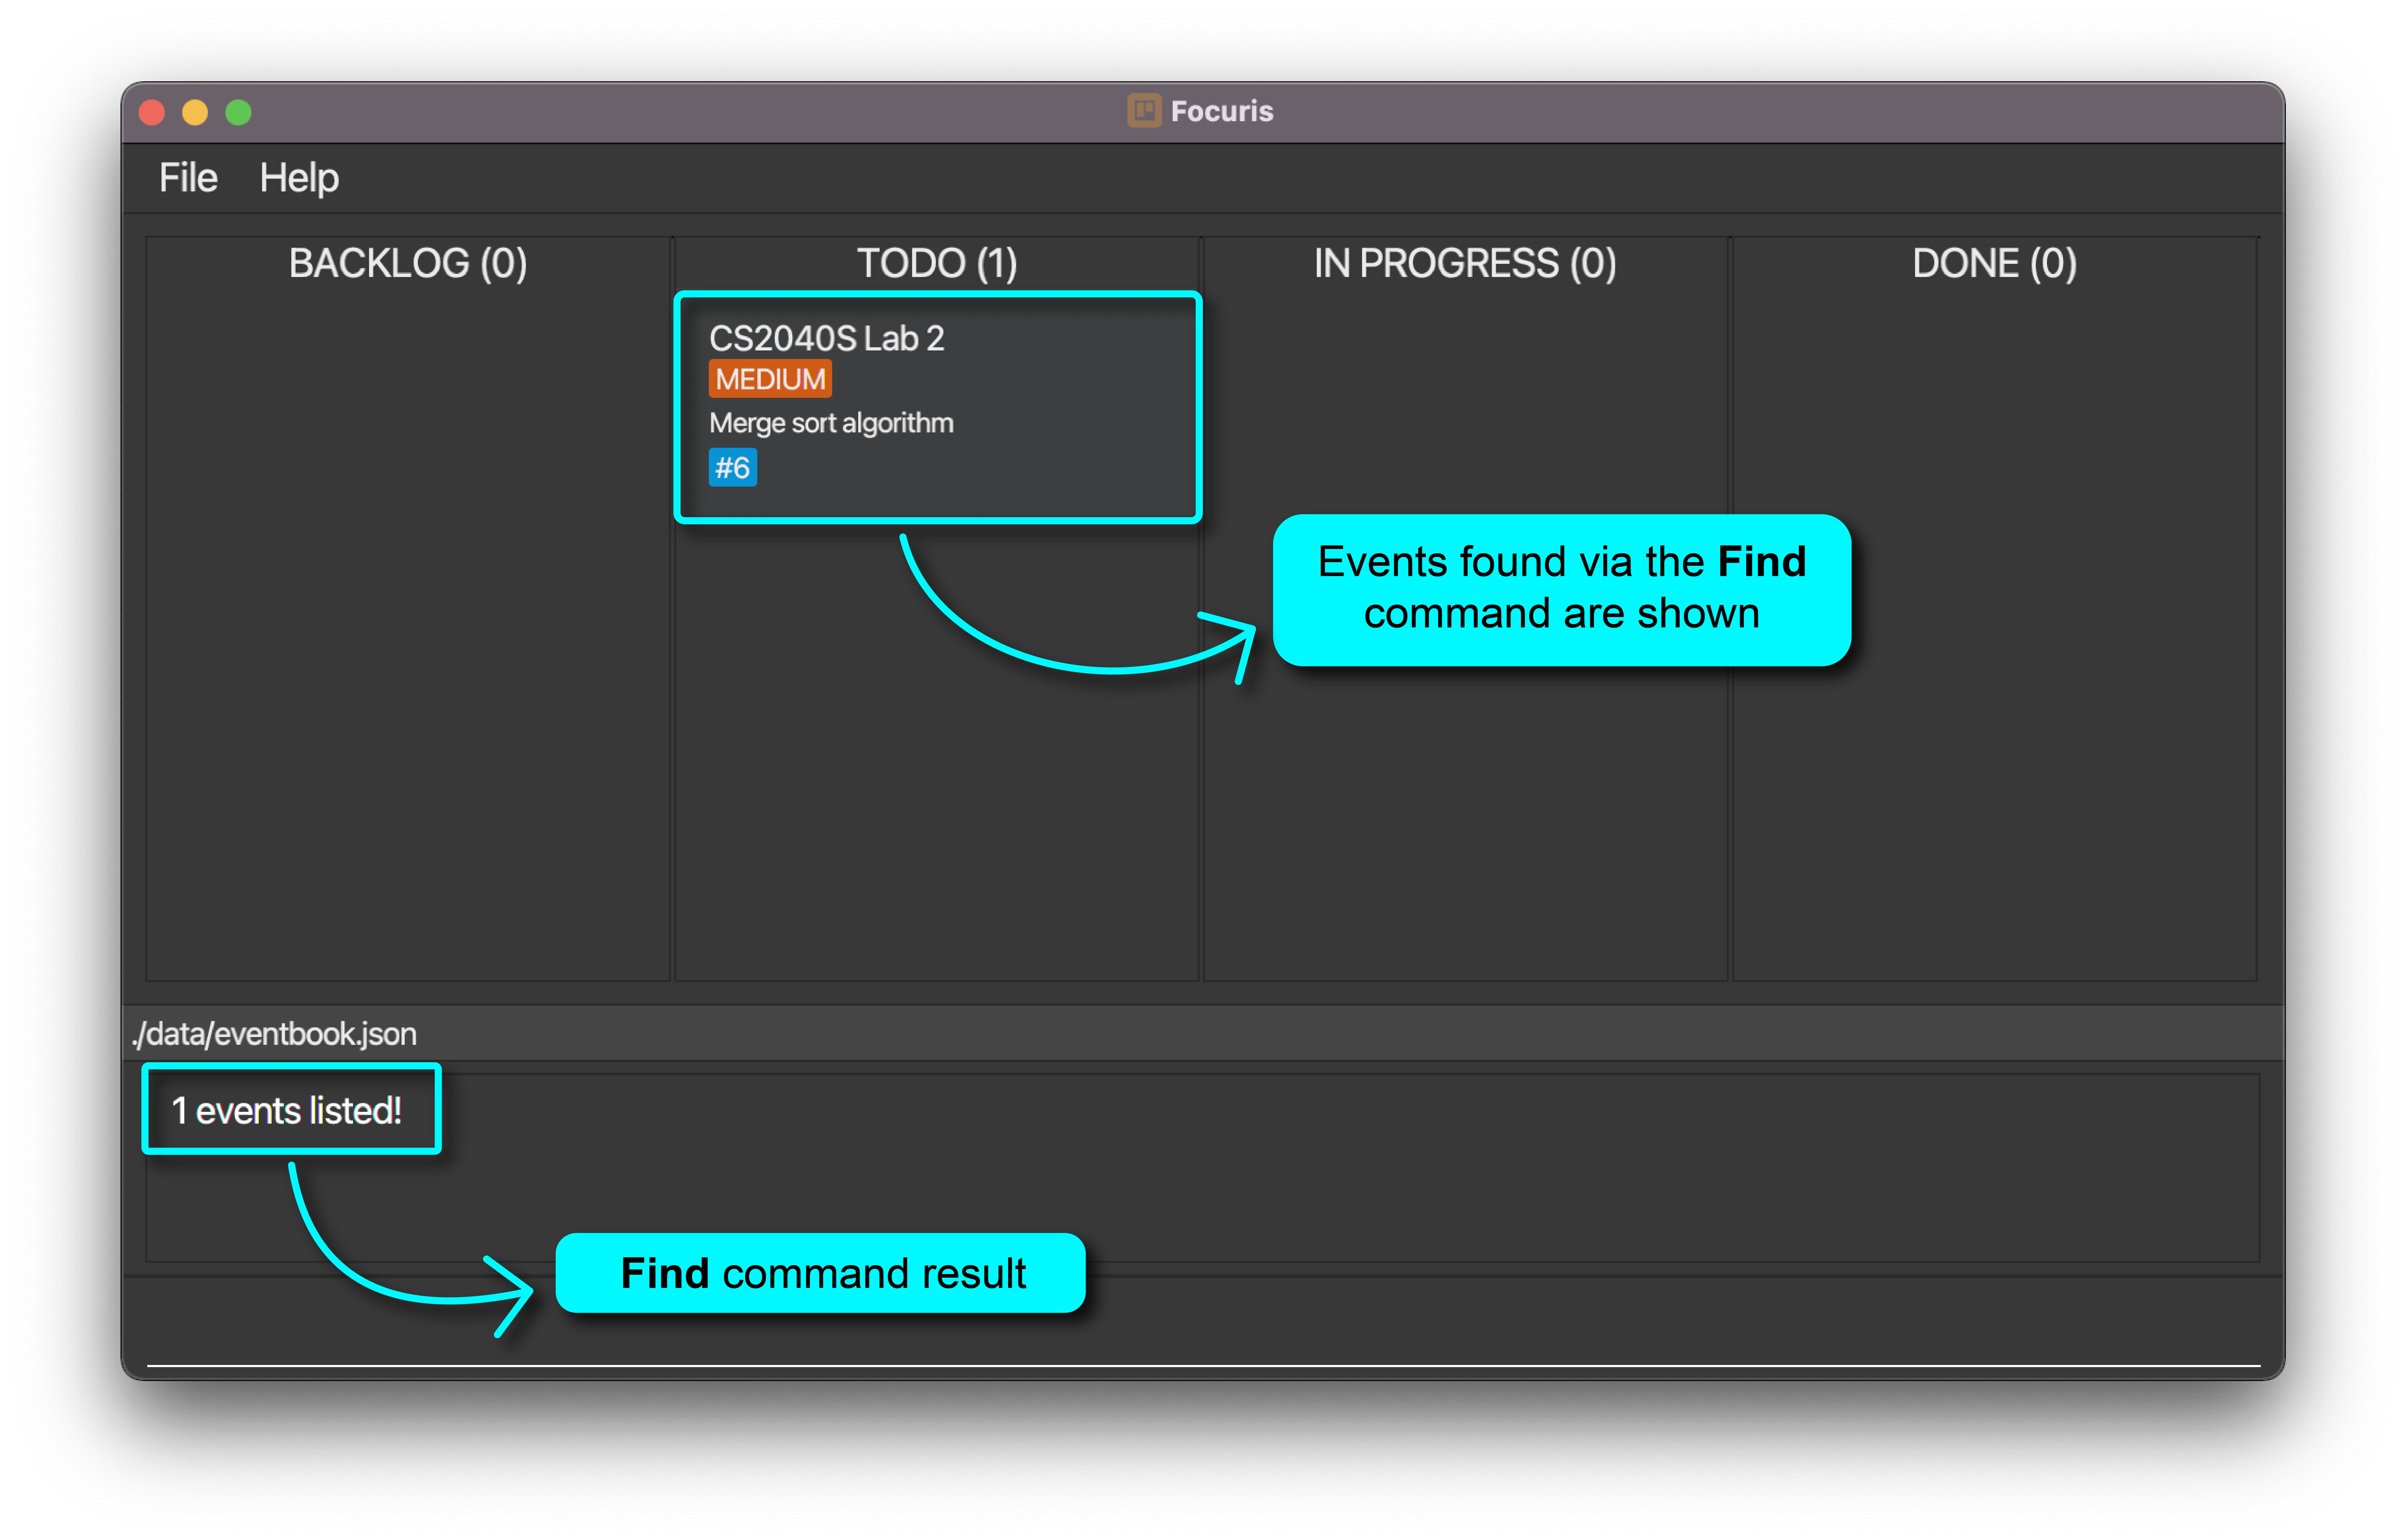 Focuris
File Help
BACKLOG (0)
TODO (1)
IN PROGRESS (0)
DONE (0)
CS2040S Lab 2
MEDIUM
Merge sort algorithm
#6
Events found via the Find
command are shown
./data/eventbook.json
1 events listed!
Find command result